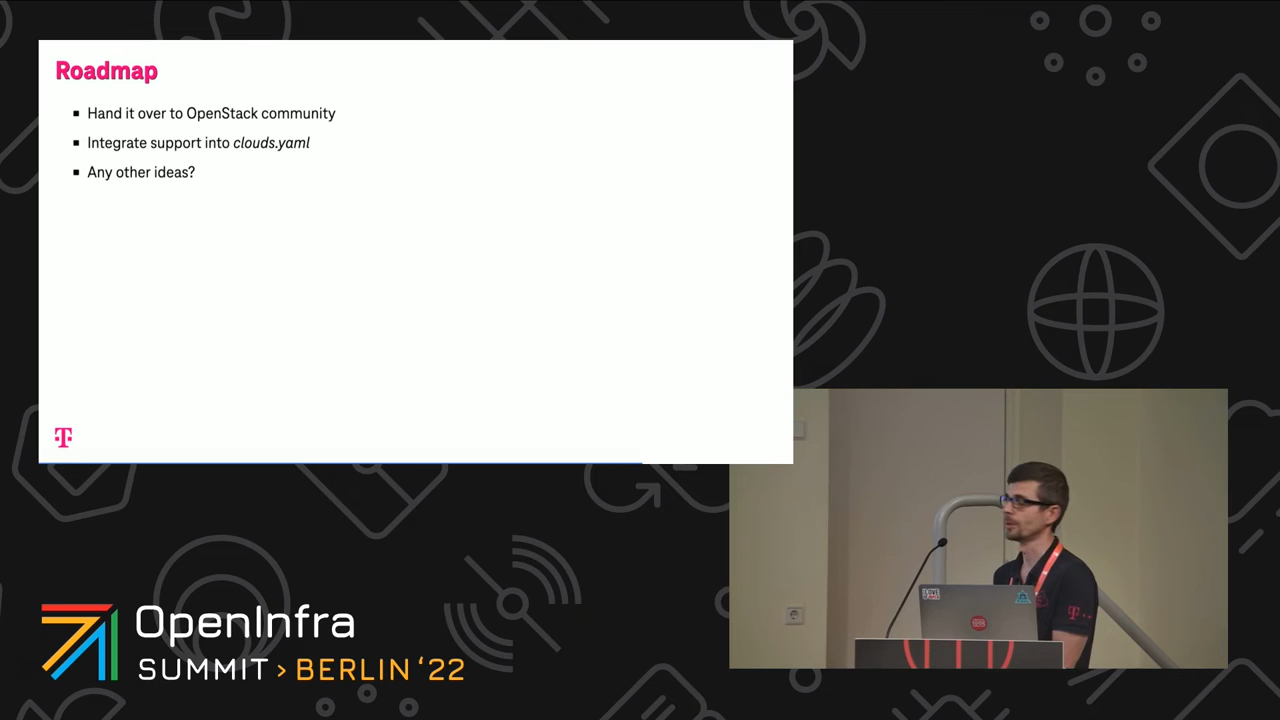 Roadmap
Hand it over to OpenStack community
Integrate support into clouds.yaml
Any other ideas?
T
OpenInfra
SUMMIT > BERLIN ‘22
T